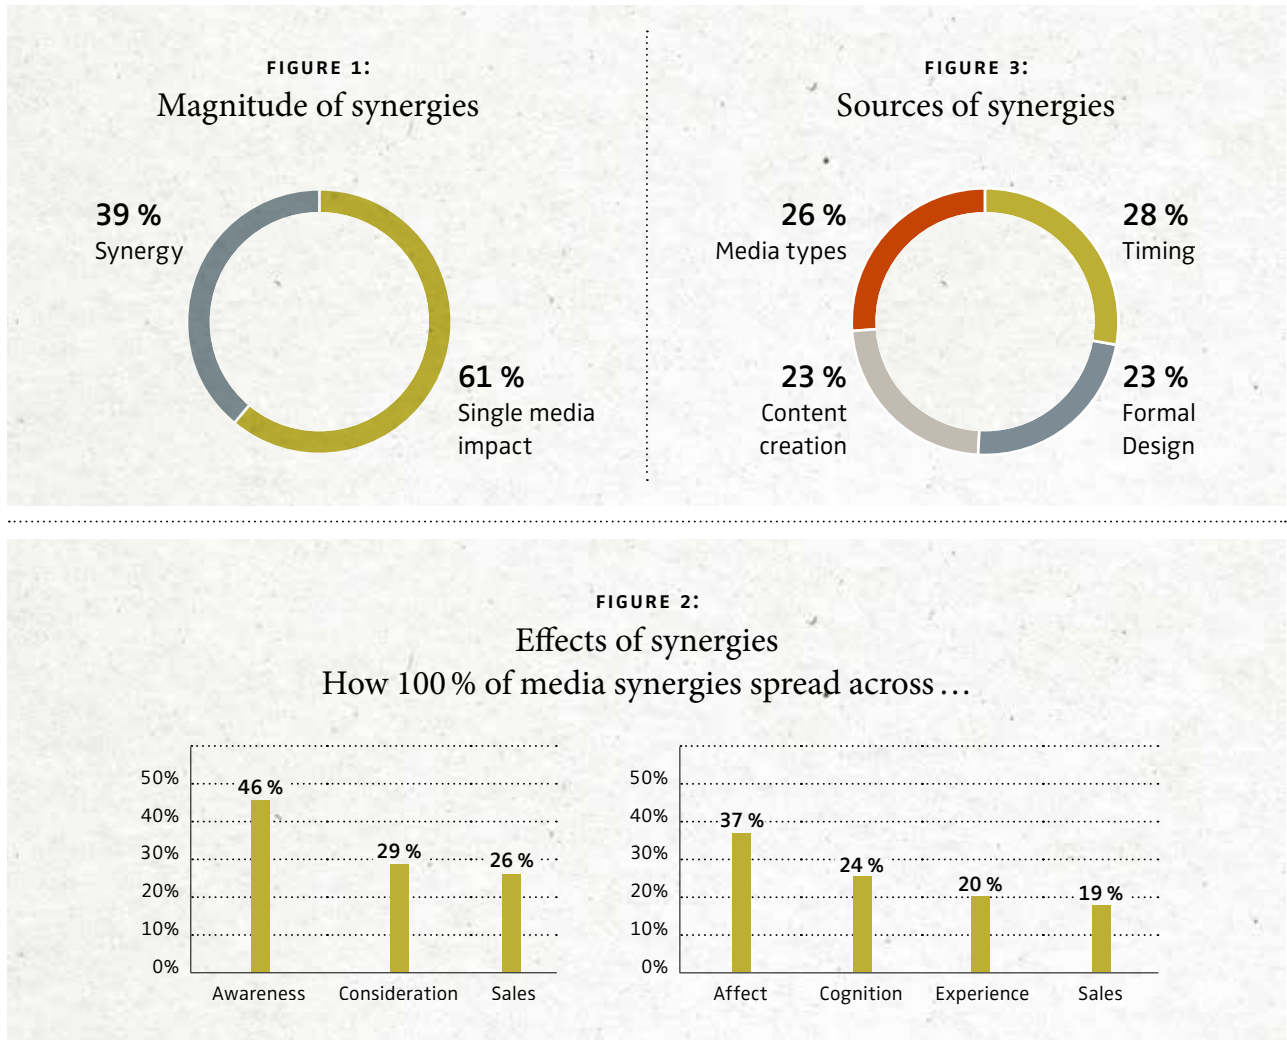 FIGURE 1:
Magnitude of synergies
39 %
Synergy
61 %
Single media
impact
FIGURE 3:
Sources of synergies
26 %
Media types
28 %
Timing
23 %
Content
creation
23 %
Formal
Design
FIGURE 2:
Effects of synergies
How 100 % of media synergies spread across ...
50%
40%
30%
20%
10%
0%
46 %
29 %
26 %
Awareness Consideration Sales
50%
40%
30%
20%
10%
0%
37 %
24 %
20 %
19 %
Affect Cognition Experience Sales